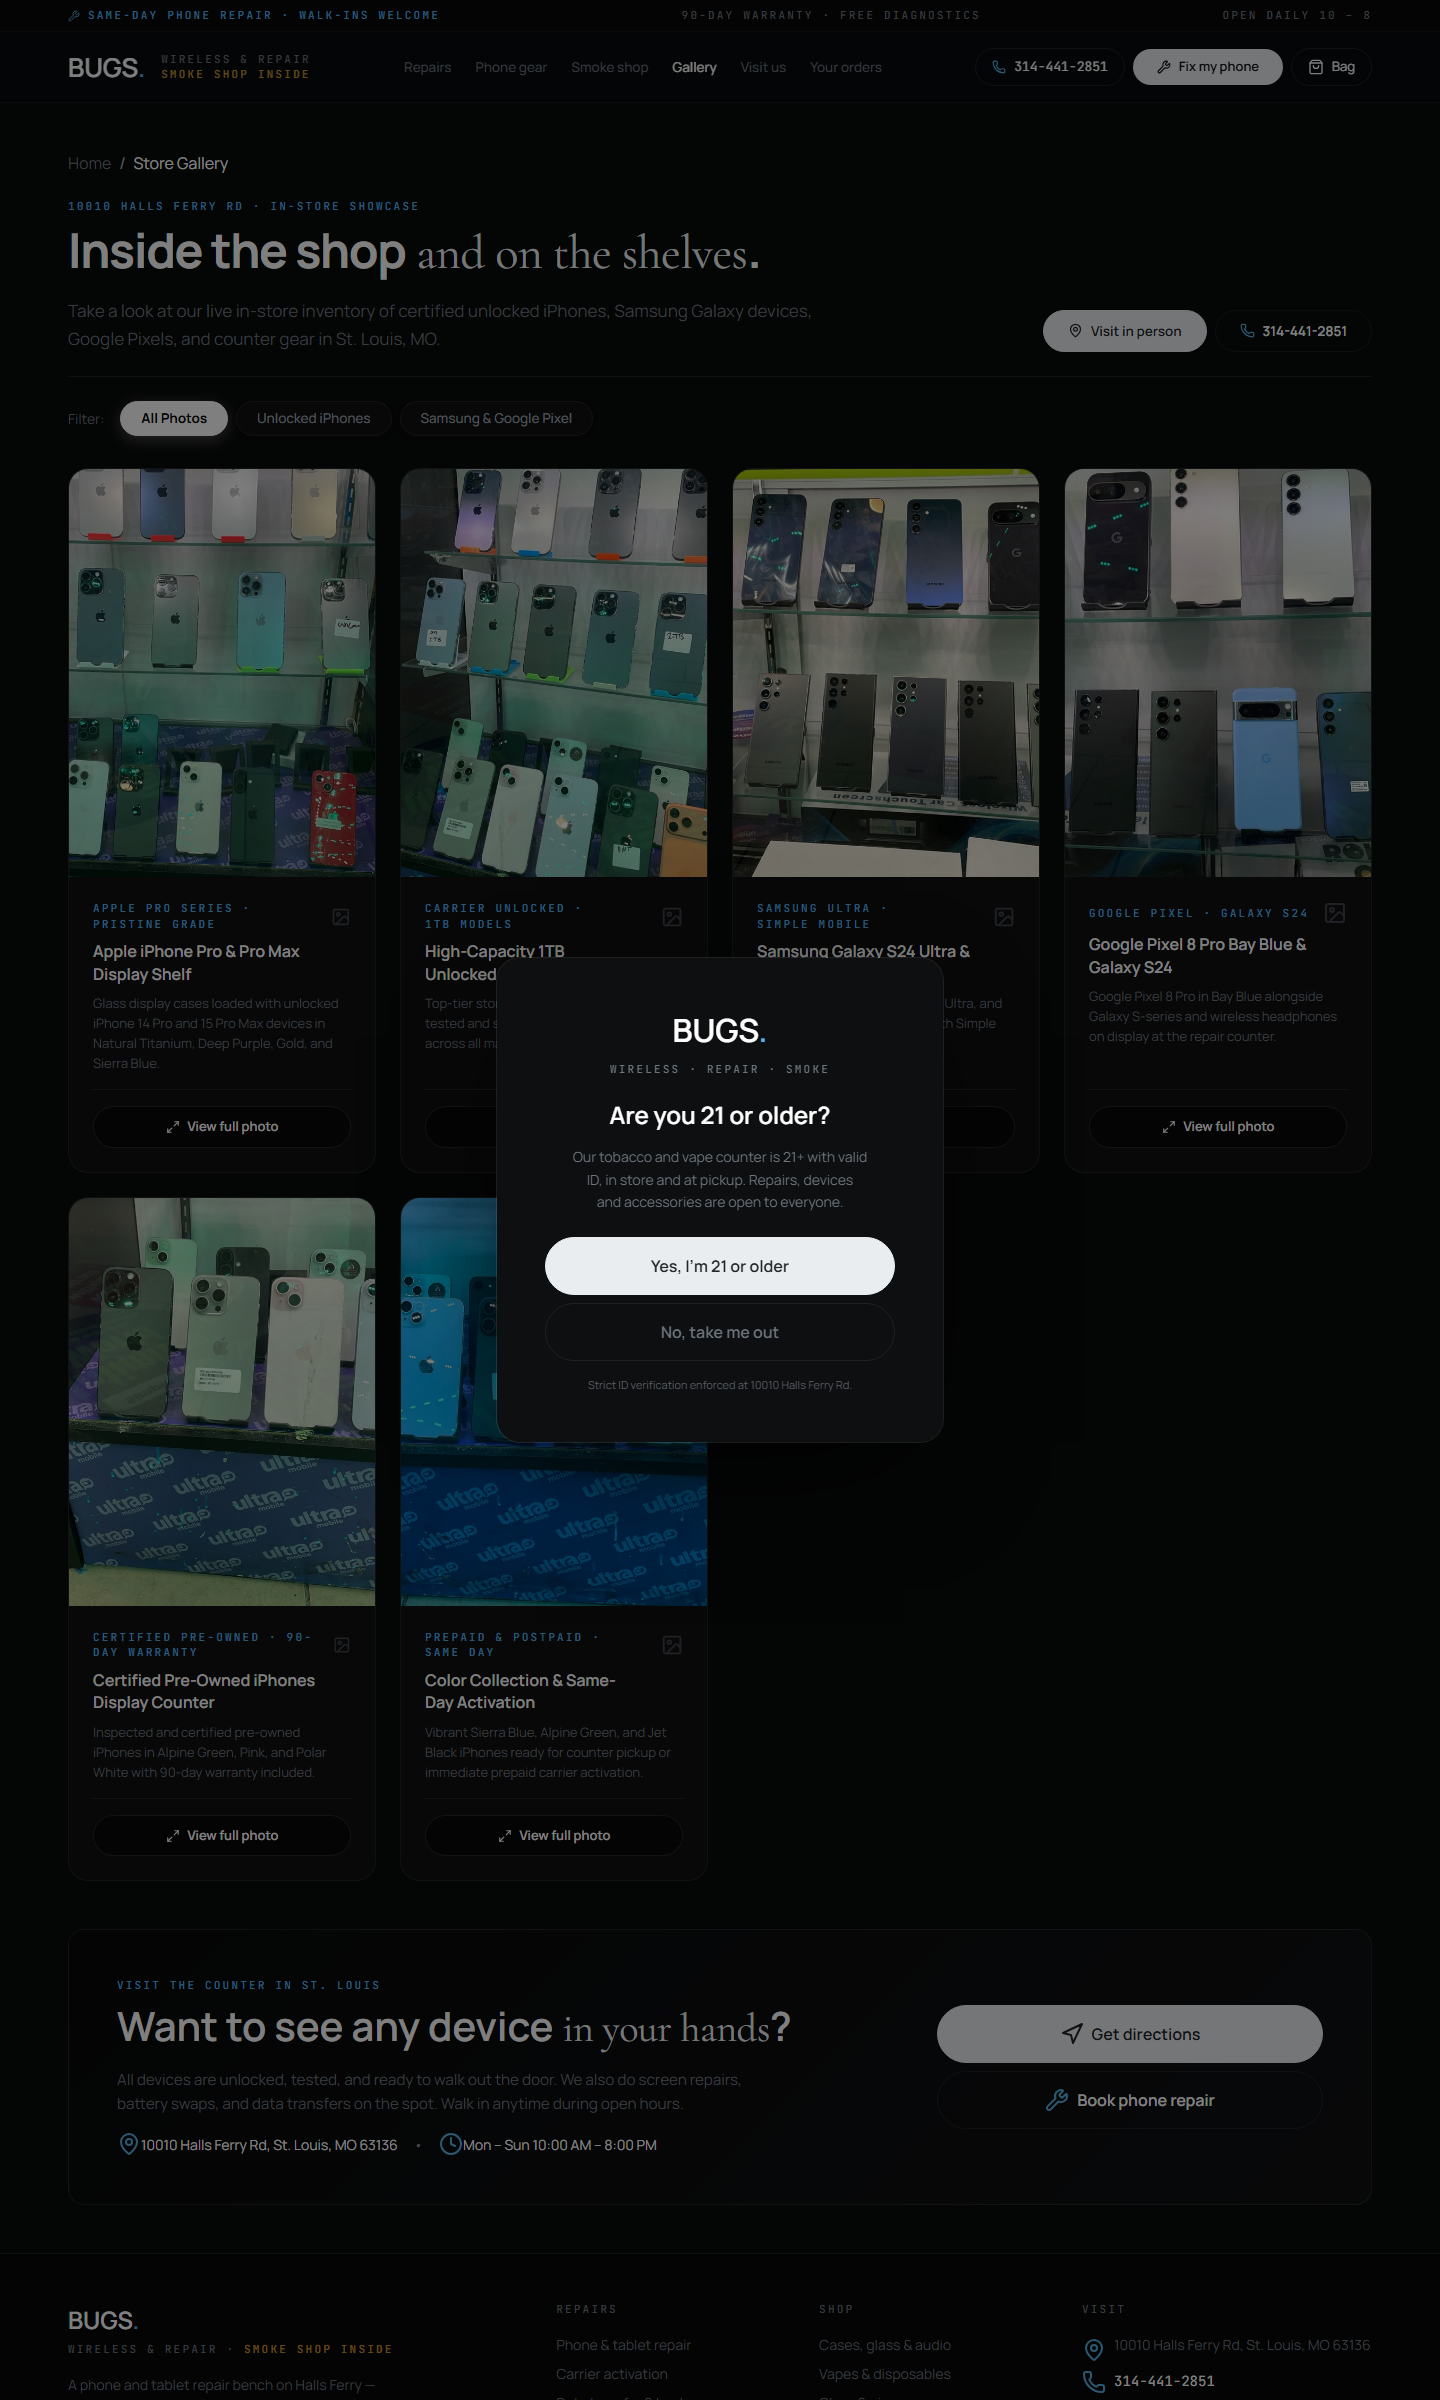 SAME-DAY PHONE REPAIR · WALK-INS WELCOME
90-DAY WARRANTY · FREE DIAGNOSTICS
OPEN DAILY 10 – 8
BUGS.
WIRELESS & REPAIR
SMOKE SHOP INSIDE
Repairs
Phone gear
Smoke shop
Gallery
Visit us
Your orders
314-441-2851
Fix my phone
Bag
Home / Store Gallery
10010 HALLS FERRY RD · IN-STORE SHOWCASE
Inside the shop and on the shelves.
Take a look at our live in-store inventory of certified unlocked iPhones, Samsung Galaxy devices,
Google Pixels, and counter gear in St. Louis, MO.
Visit in person
314-441-2851
Filter:
All Photos
Unlocked iPhones
Samsung & Google Pixel
APPLE PRO SERIES ·
PRISTINE GRADE
Apple iPhone Pro & Pro Max
Display Shelf
Glass display cases loaded with unlocked
iPhone 14 Pro and 15 Pro Max devices in
Natural Titanium, Deep Purple, Gold, and
Sierra Blue.
View full photo
CARRIER UNLOCKED ·
1TB MODELS
High-Capacity 1TB
Unlocked
Top-tier
tested and
across all
SAMSUNG ULTRA ·
SIMPLE MOBILE
Samsung Galaxy S24 Ultra &
Ultra, and
Simple
GOOGLE PIXEL · GALAXY S24
Google Pixel 8 Pro Bay Blue &
Galaxy S24
Google Pixel 8 Pro in Bay Blue alongside
Galaxy S-series and wireless headphones
on display at the repair counter.
View full photo
BUGS.
WIRELESS · REPAIR · SMOKE
Are you 21 or older?
Our tobacco and vape counter is 21+ with valid
ID, in store and at pickup. Repairs, devices
and accessories are open to everyone.
Yes, I'm 21 or older
No, take me out
Strict ID verification enforced at 10010 Halls Ferry Rd.
ultra mobile
CERTIFIED PRE-OWNED · 90-
DAY WARRANTY
Certified Pre-Owned iPhones
Display Counter
Inspected and certified pre-owned
iPhones in Alpine Green, Pink, and Polar
White with 90-day warranty included.
View full photo
ultra mobile
PREPAID & POSTPAID ·
SAME DAY
Color Collection & Same-
Day Activation
Vibrant Sierra Blue, Alpine Green, and Jet
Black iPhones ready for counter pickup or
immediate prepaid carrier activation.
View full photo
VISIT THE COUNTER IN ST. LOUIS
Want to see any device in your hands?
All devices are unlocked, tested, and ready to walk out the door. We also do screen repairs,
battery swaps, and data transfers on the spot. Walk in anytime during open hours.
10010 Halls Ferry Rd, St. Louis, MO 63136 • Mon – Sun 10:00 AM – 8:00 PM
Get directions
Book phone repair
BUGS.
WIRELESS & REPAIR · SMOKE SHOP INSIDE
A phone and tablet repair bench on Halls Ferry —
REPAIRS
Phone & tablet repair
Carrier activation
SHOP
Cases, glass & audio
Vapes & disposables
VISIT
10010 Halls Ferry Rd, St. Louis, MO 63136
314-441-2851